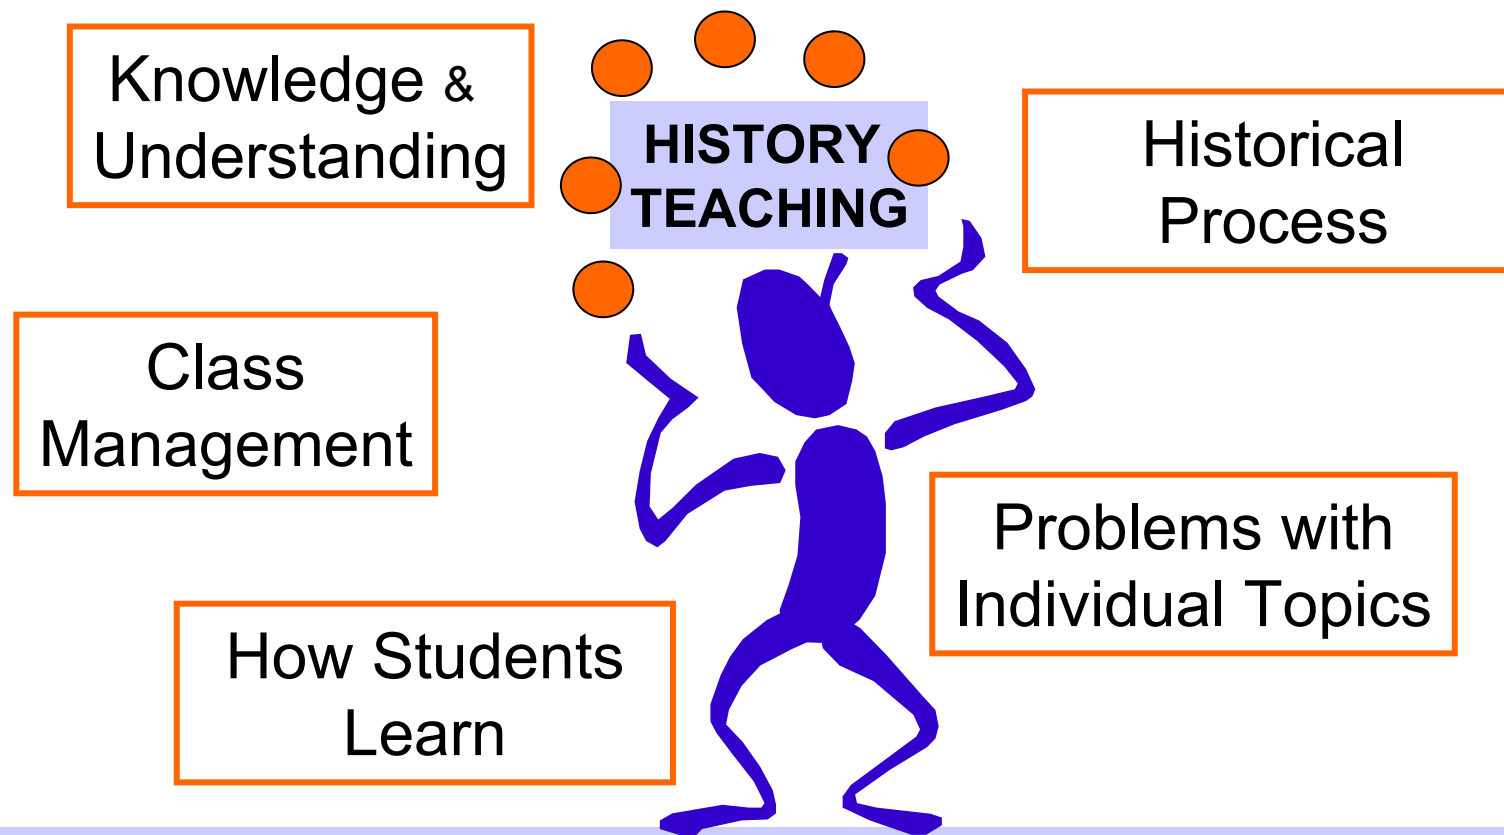 Knowledge &
Understanding
HISTORY
TEACHING
Historical
Process
Class
Management
Problems with
Individual Topics
How Students
Learn